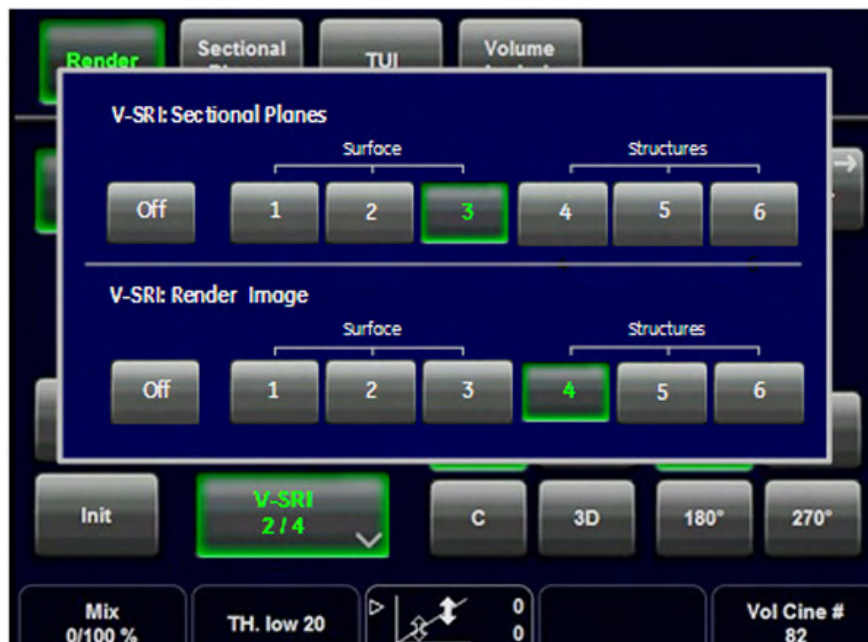 Render
Sectional
TUI
Volume
V-SRI: Sectional Planes
Surface
Structures
Off
1
2
3
4
5
6
V-SRI: Render Image
Surface
Structures
Off
1
2
3
4
5
6
Init
V-SRI
2 / 4
C
3D
180°
270°
Mix
0/100 %
TH. low 20
0
0
Vol Cine #
82